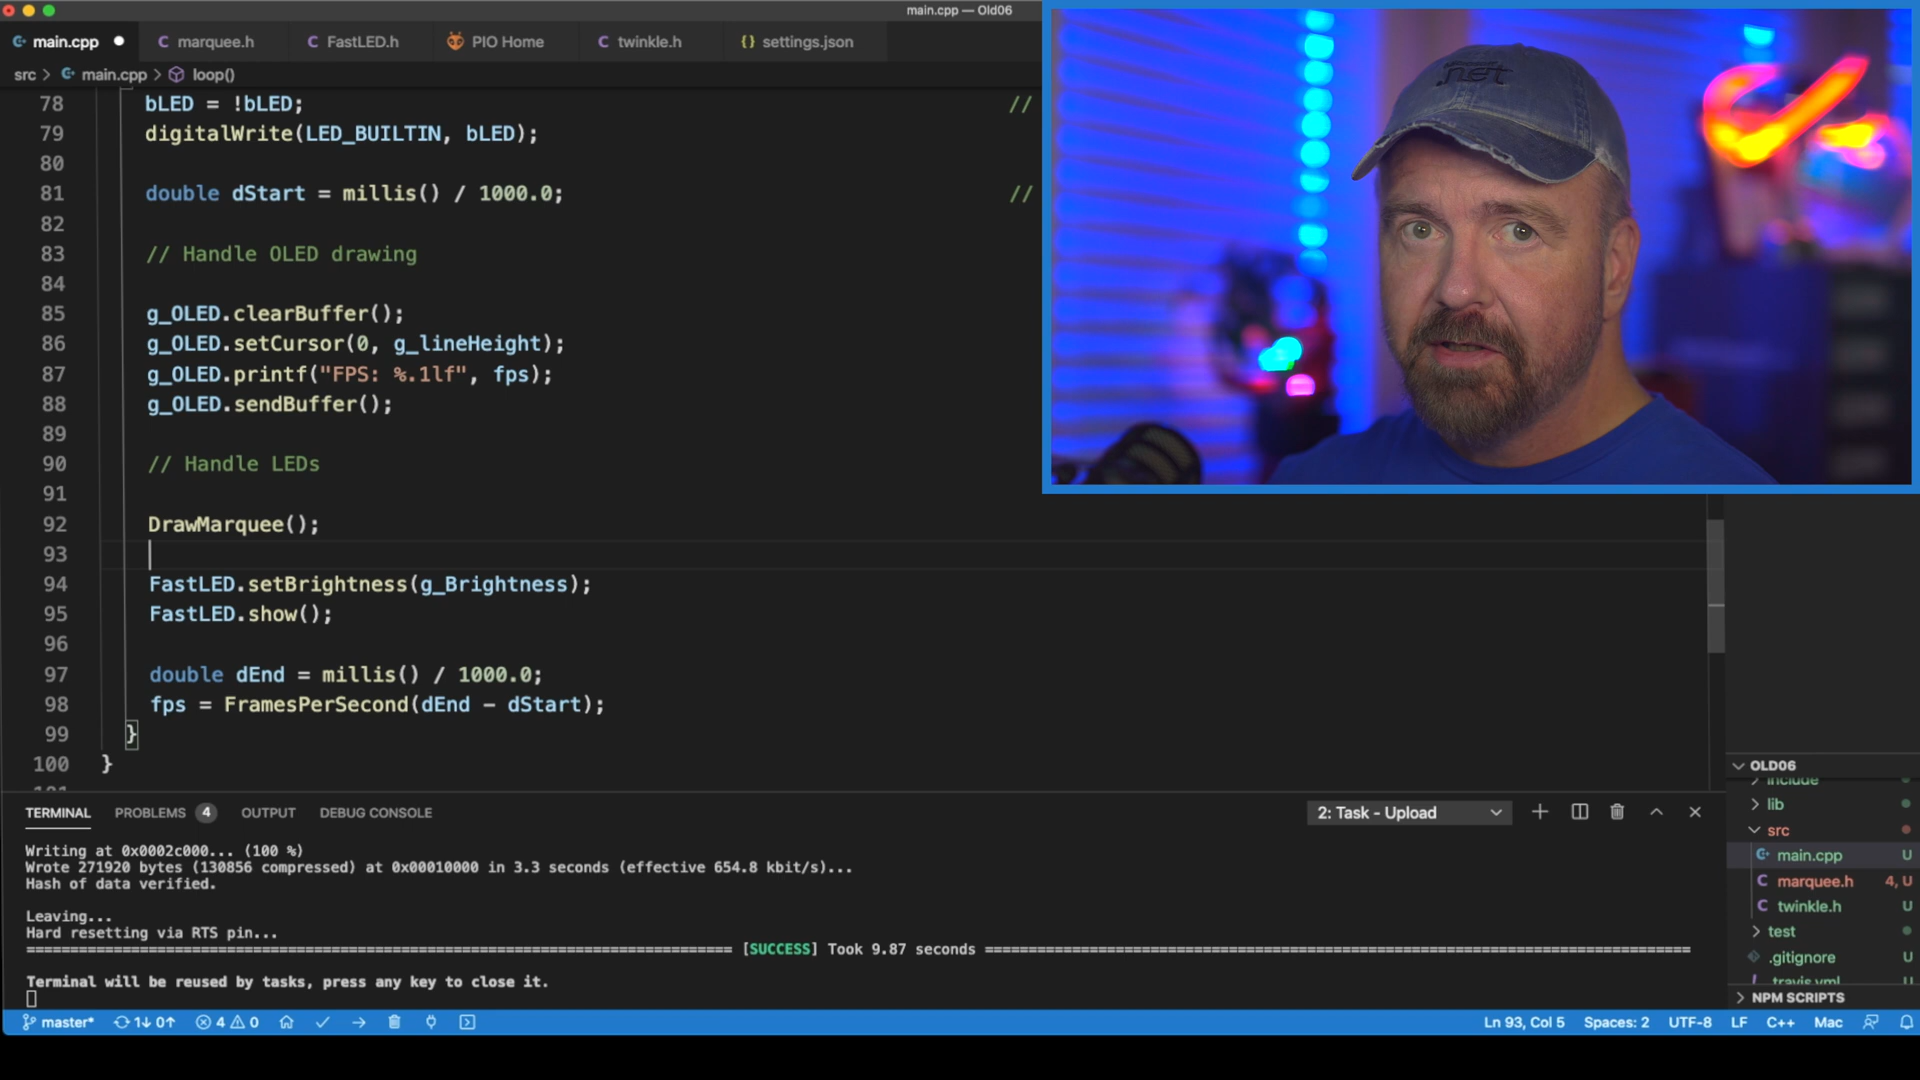 main.cpp — Old06
main.cpp
marquee.h
FastLED.h
PIO Home
twinkle.h
settings.json
src > main.cpp > loop()
78 bLED = !bLED; //
79 digitalWrite(LED_BUILTIN, bLED);
80
81 double dStart = millis() / 1000.0; //
82
83 // Handle OLED drawing
84
85 g_OLED.clearBuffer();
86 g_OLED.setCursor(0, g_lineHeight);
87 g_OLED.printf("FPS: %.1lf", fps);
88 g_OLED.sendBuffer();
89
90 // Handle LEDs
91
92 DrawMarquee();
93
94 FastLED.setBrightness(g_Brightness);
95 FastLED.show();
96
97 double dEnd = millis() / 1000.0;
98 fps = FramesPerSecond(dEnd - dStart);
99 }
100 }
.net
OLD06
include
lib
src
main.cpp U
marquee.h 4, U
twinkle.h U
test
.gitignore U
.travis.yml U
NPM SCRIPTS
TERMINAL PROBLEMS 4 OUTPUT DEBUG CONSOLE 2: Task - Upload
Writing at 0x0002c000... (100 %)
Wrote 271920 bytes (130856 compressed) at 0x00010000 in 3.3 seconds (effective 654.8 kbit/s)...
Hash of data verified.
Leaving...
Hard resetting via RTS pin...
[SUCCESS] Took 9.87 seconds
Terminal will be reused by tasks, press any key to close it.
master* 1↓ 0↑ 4 0 Ln 93, Col 5 Spaces: 2 UTF-8 LF C++ Mac